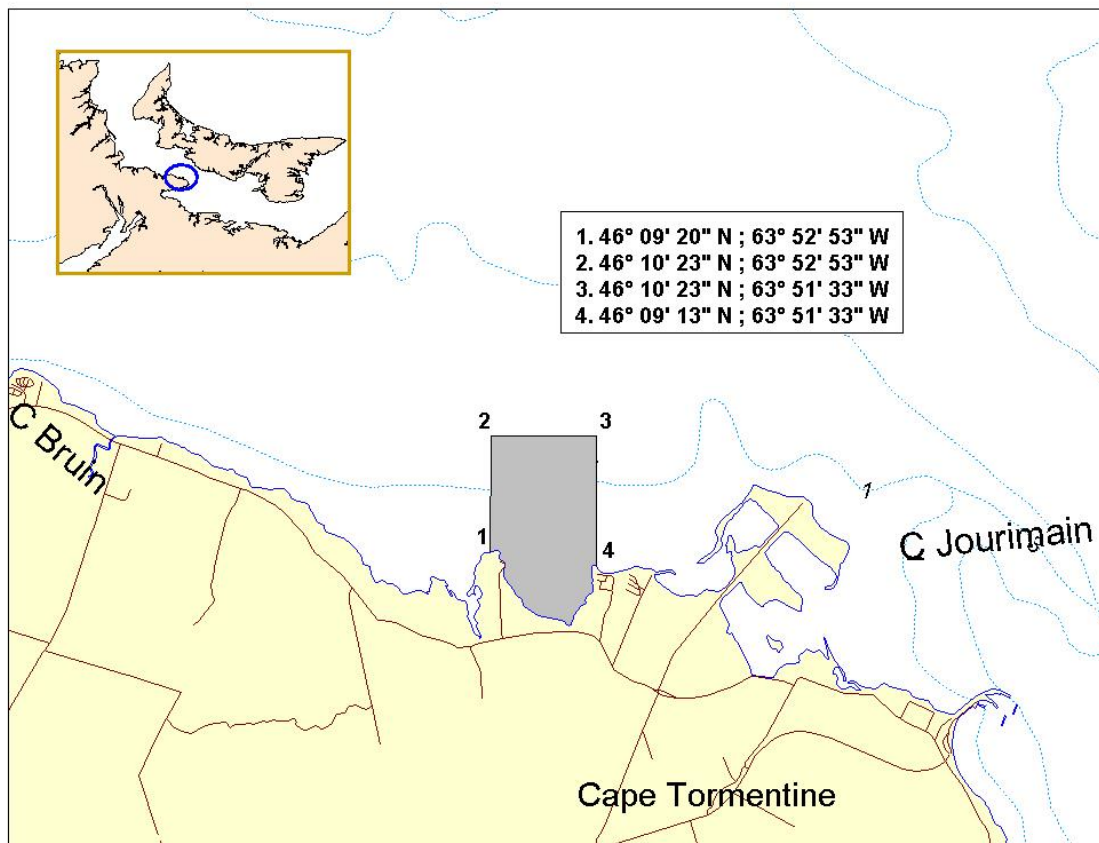 1. 46° 09' 20" N ; 63° 52' 53" W
2. 46° 10' 23" N ; 63° 52' 53" W
3. 46° 10' 23" N ; 63° 51' 33" W
4. 46° 09' 13" N ; 63° 51' 33" W
C Bruin
2
3
1
4
C Jourimain
Cape Tormentine